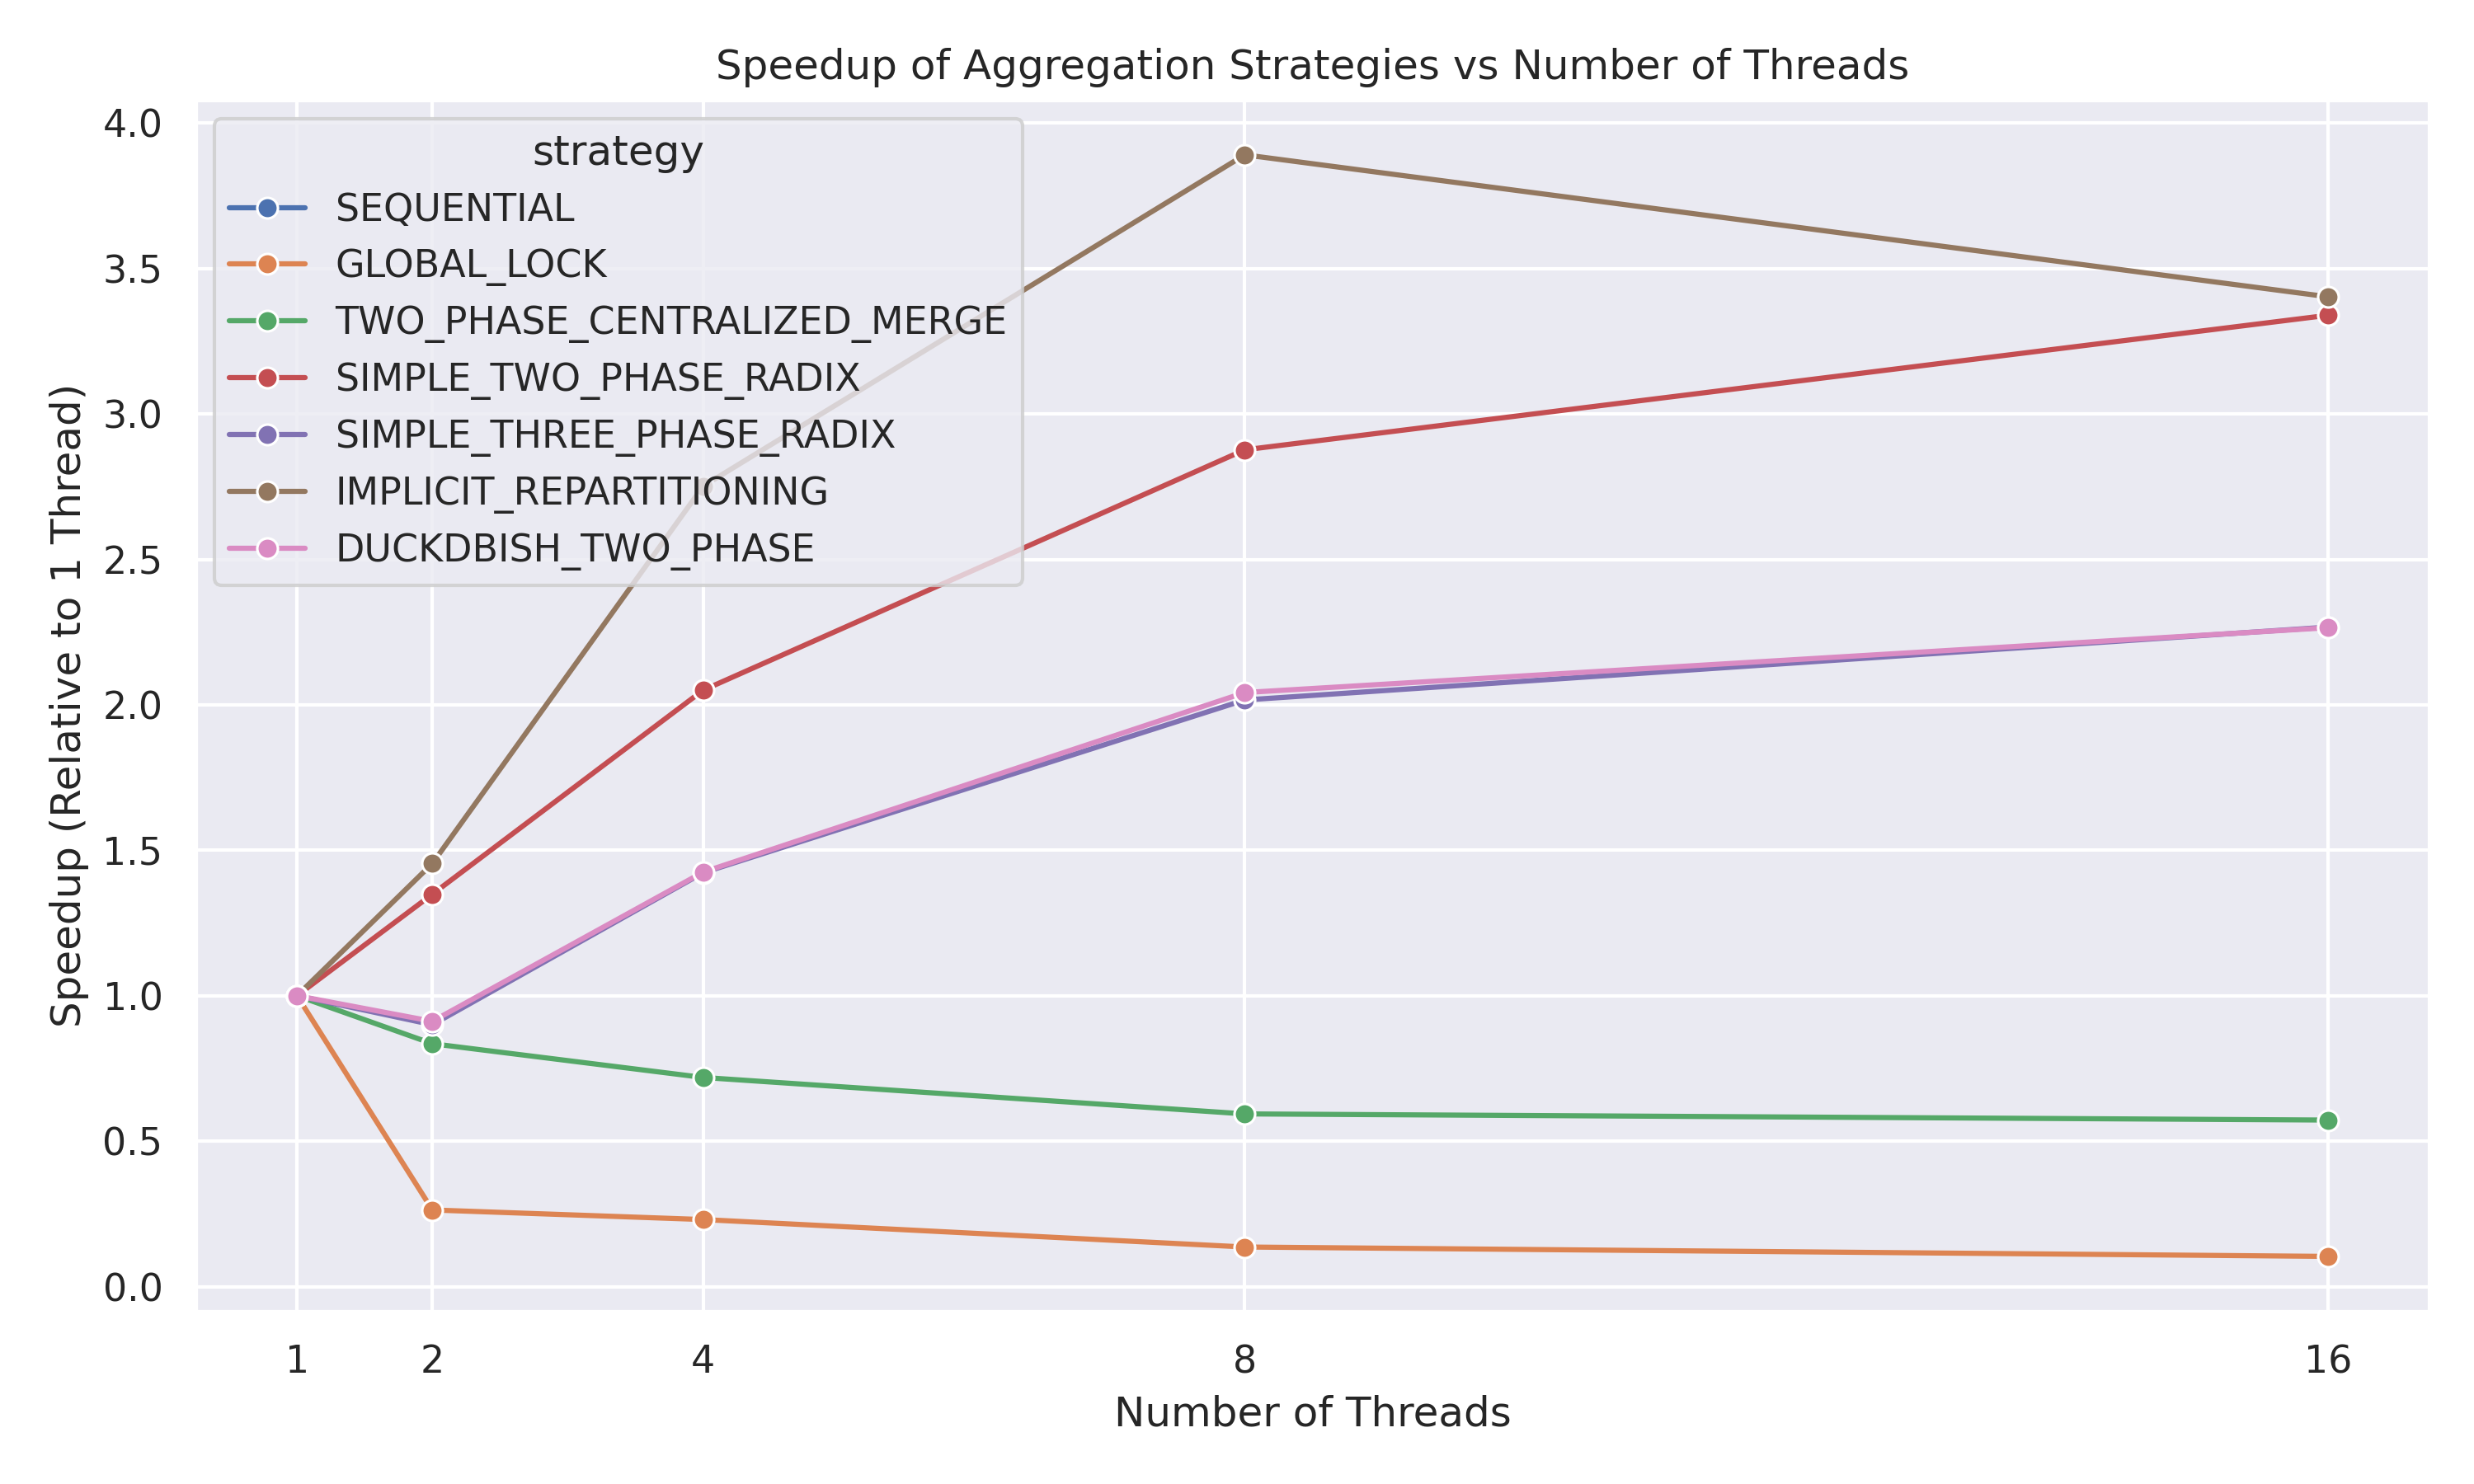 Speedup of Aggregation Strategies vs Number of Threads
4.0
3.5
3.0
2.5
2.0
1.5
1.0
0.5
0.0
Speedup (Relative to 1 Thread)
strategy
SEQUENTIAL
GLOBAL_LOCK
TWO_PHASE_CENTRALIZED_MERGE
SIMPLE_TWO_PHASE_RADIX
SIMPLE_THREE_PHASE_RADIX
IMPLICIT_REPARTITIONING
DUCKDBISH_TWO_PHASE
1 2 4 8 16
Number of Threads